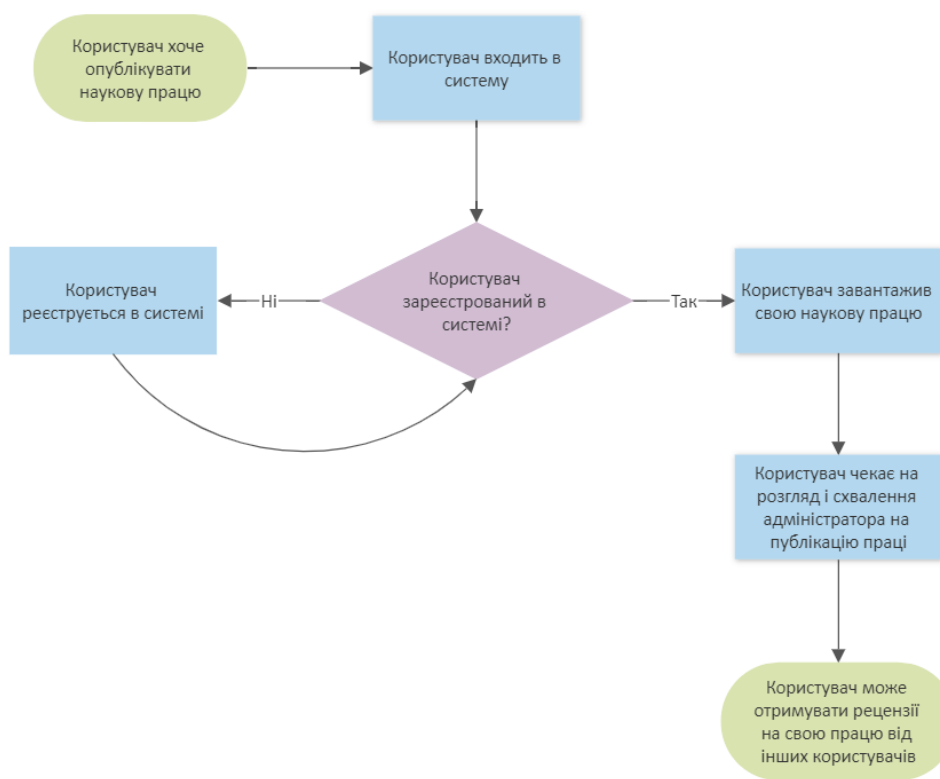 Користувач хоче
опублікувати
наукову працю
Користувач входить в
систему
Користувач
зареєстрований в
системі?
Ні
Користувач
реєструється в системі
Так
Користувач завантажив
свою наукову працю
Користувач чекає на
розгляд і схвалення
адміністратора на
публікацію праці
Користувач може
отримувати рецензії
на свою працю від
інших користувачів